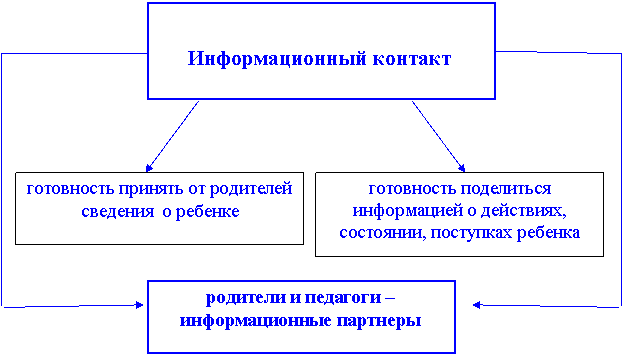 Информационный контакт
готовность принять от родителей
сведения о ребенке
готовность поделиться
информацией о действиях,
состоянии, поступках ребенка
родители и педагоги –
информационные партнеры